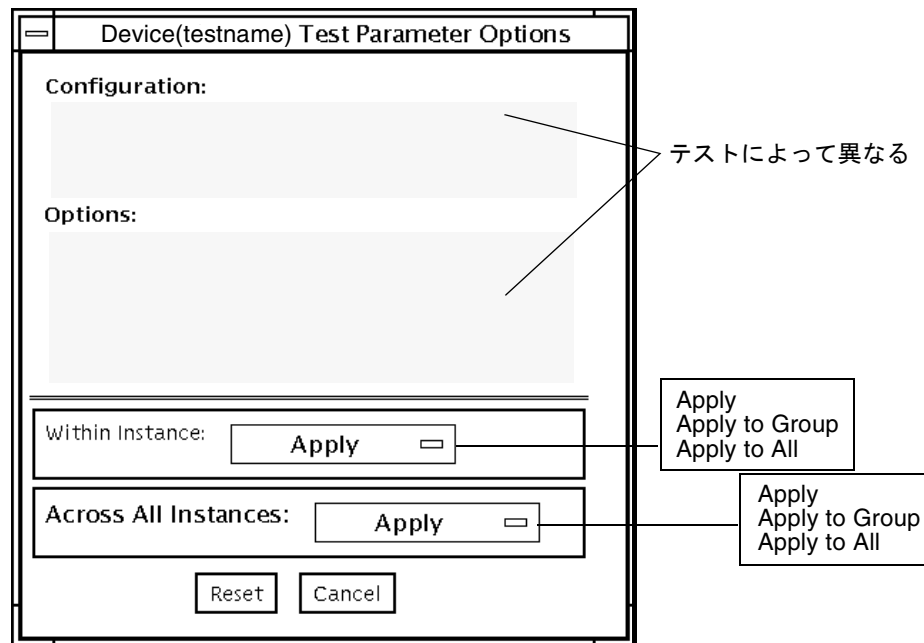 Device(testname) Test Parameter Options
Configuration:
テストによって異なる
Options:
Within Instance:
Apply
Apply
Apply to Group
Apply to All
Across All Instances:
Apply
Apply
Apply to Group
Apply to All
Reset
Cancel